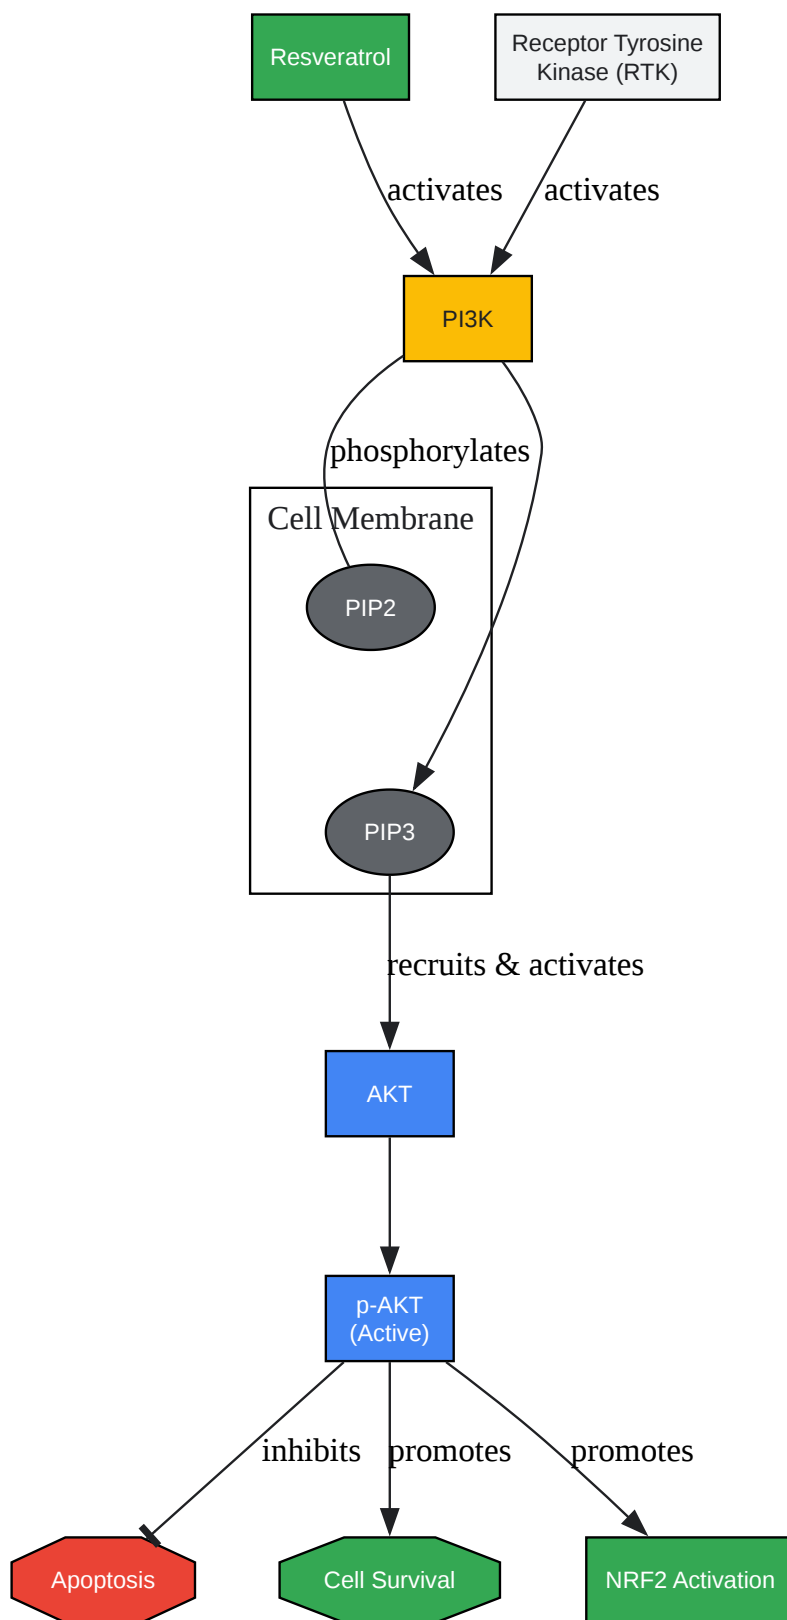 Resveratrol
Receptor Tyrosine
Kinase (RTK)
activates
activates
PI3K
phosphorylates
Cell Membrane
PIP2
PIP3
recruits & activates
AKT
p-AKT
(Active)
inhibits
promotes
promotes
Apoptosis
Cell Survival
NRF2 Activation